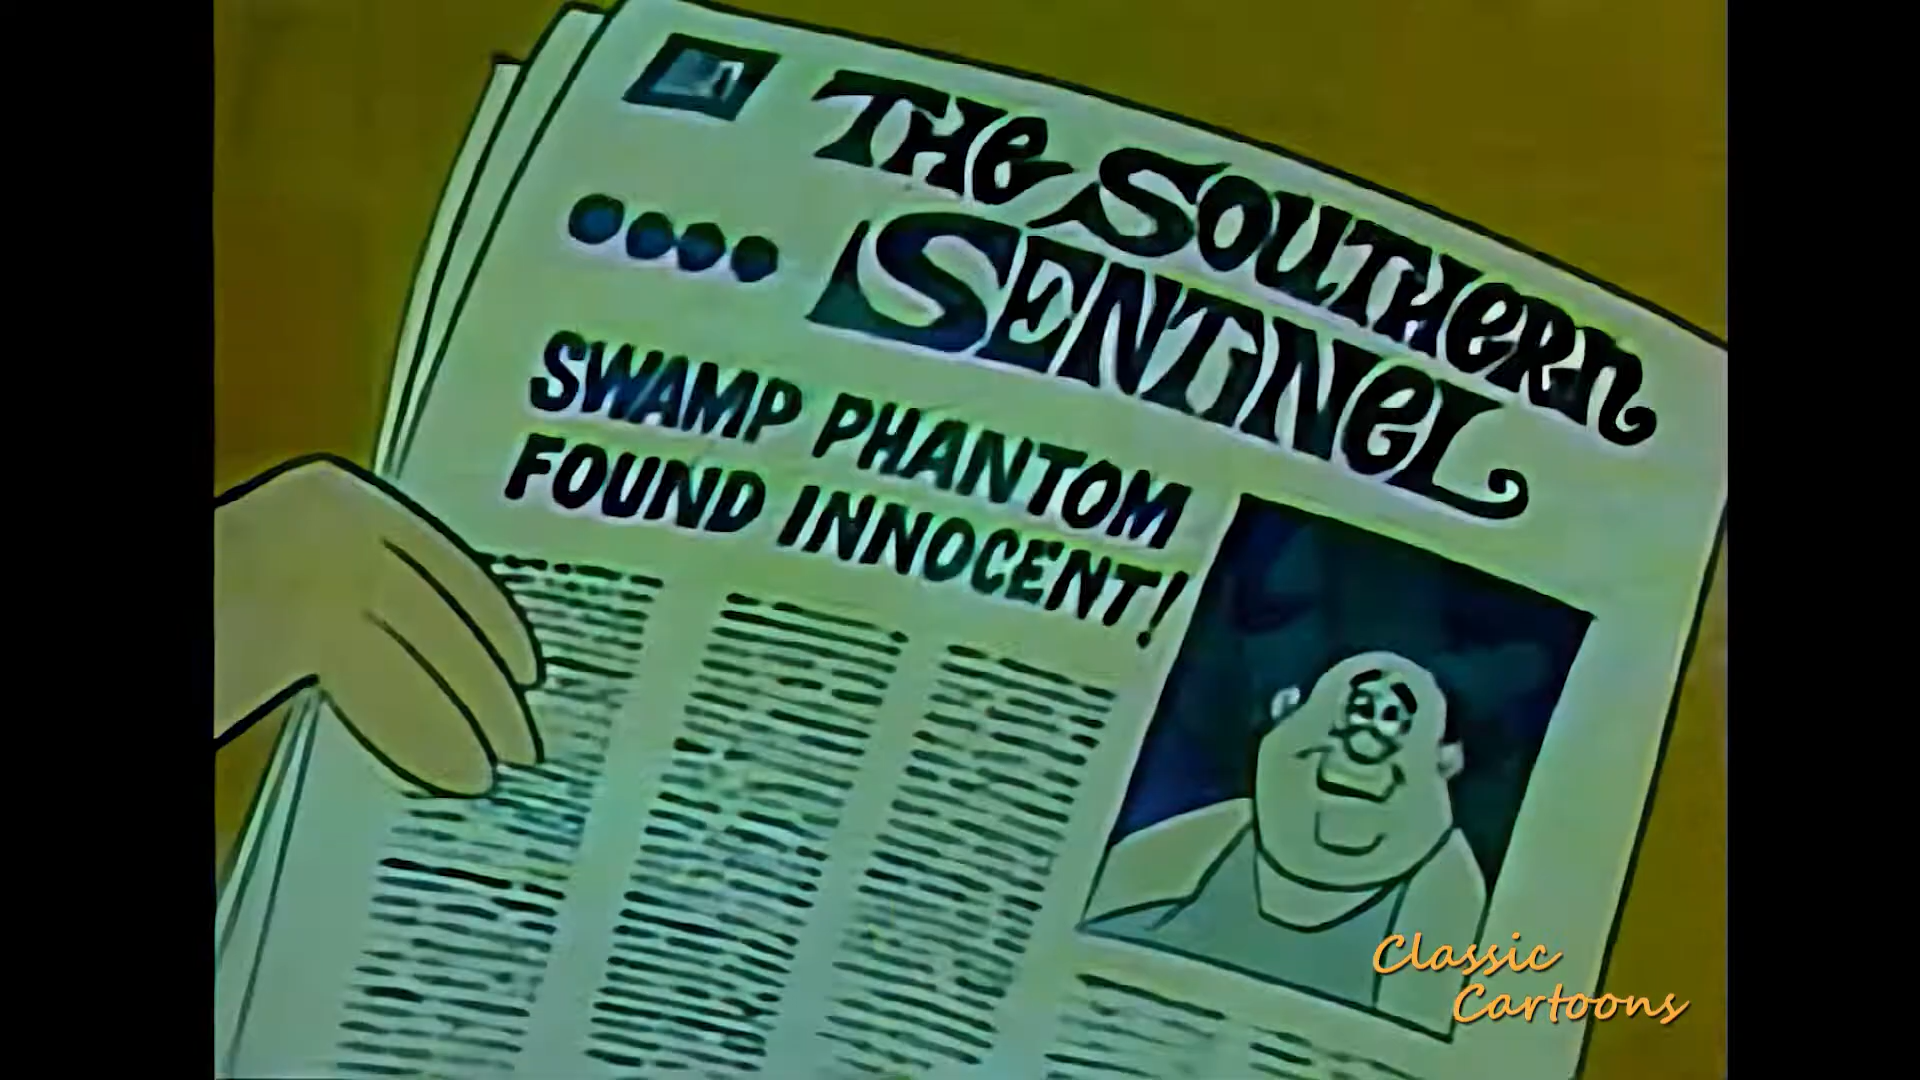 THE SOUTHERN
SENTINEL
SWAMP PHANTOM
FOUND INNOCENT!
Classic
Cartoons